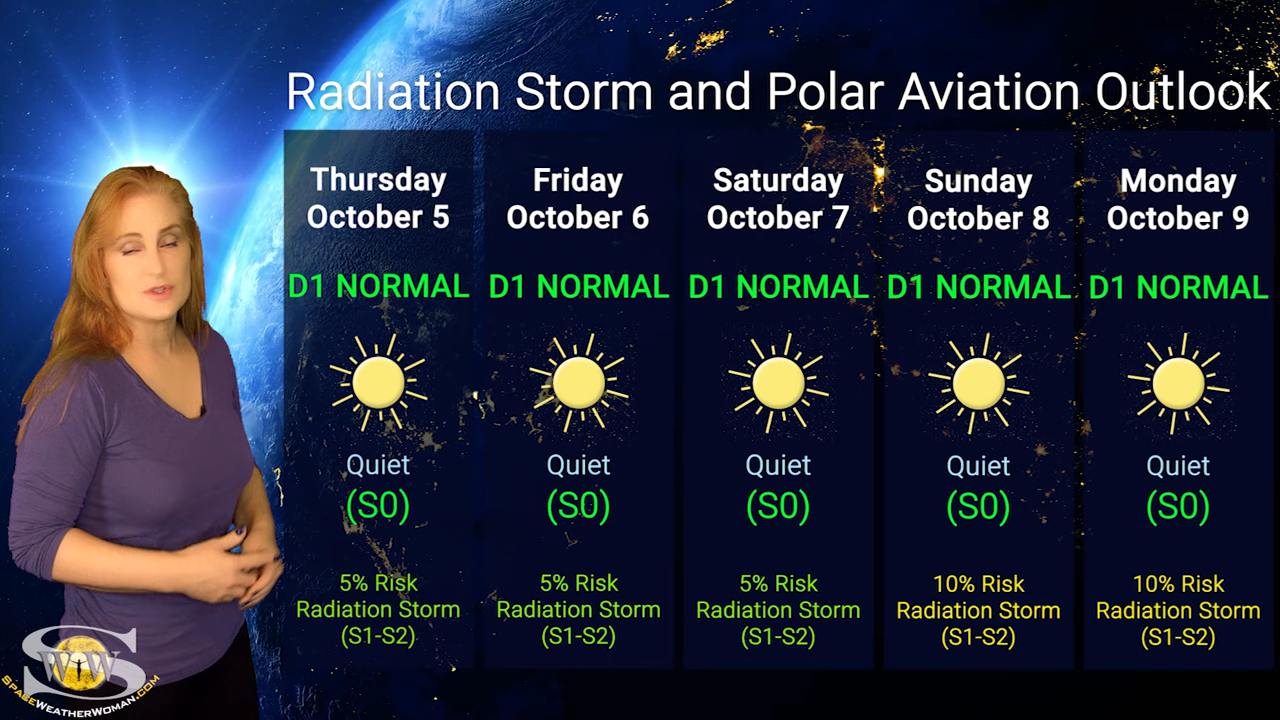 Radiation Storm and Polar Aviation Outlook
Thursday
October 5
D1 NORMAL
Quiet
(S0)
5% Risk
Radiation Storm
(S1-S2)
Friday
October 6
D1 NORMAL
Quiet
(S0)
5% Risk
Radiation Storm
(S1-S2)
Saturday
October 7
D1 NORMAL
Quiet
(S0)
5% Risk
Radiation Storm
(S1-S2)
Sunday
October 8
D1 NORMAL
Quiet
(S0)
10% Risk
Radiation Storm
(S1-S2)
Monday
October 9
D1 NORMAL
Quiet
(S0)
10% Risk
Radiation Storm
(S1-S2)
SWW
SPACEWEATHERWOMAN.COM